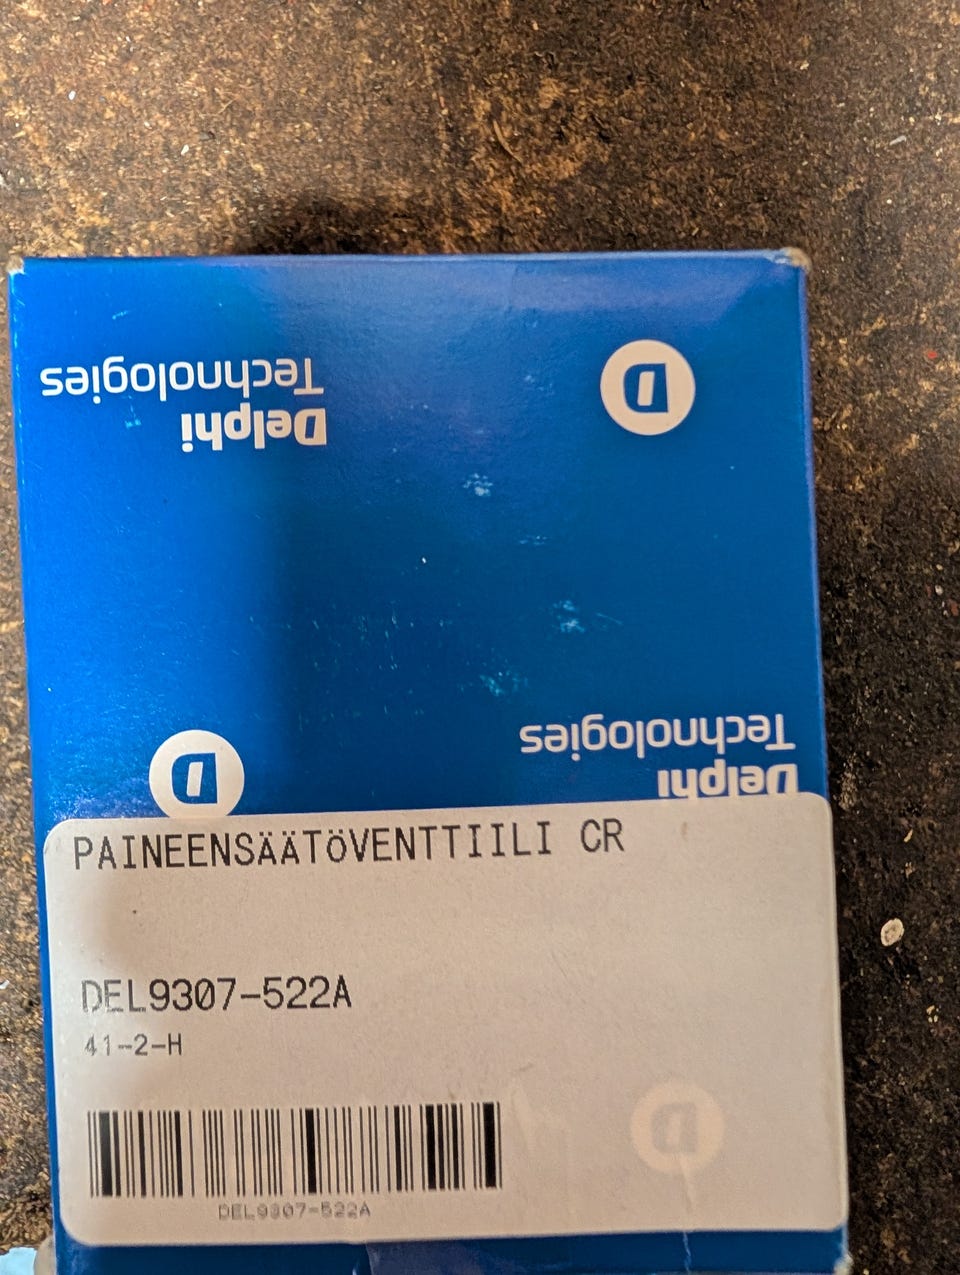 Delphi
Technologies
D
Delphi
Technologies
D
PAINEENSÄÄTÖVENTTIILI CR
DEL9307-522A
41-2-H
DEL9307-522A
D